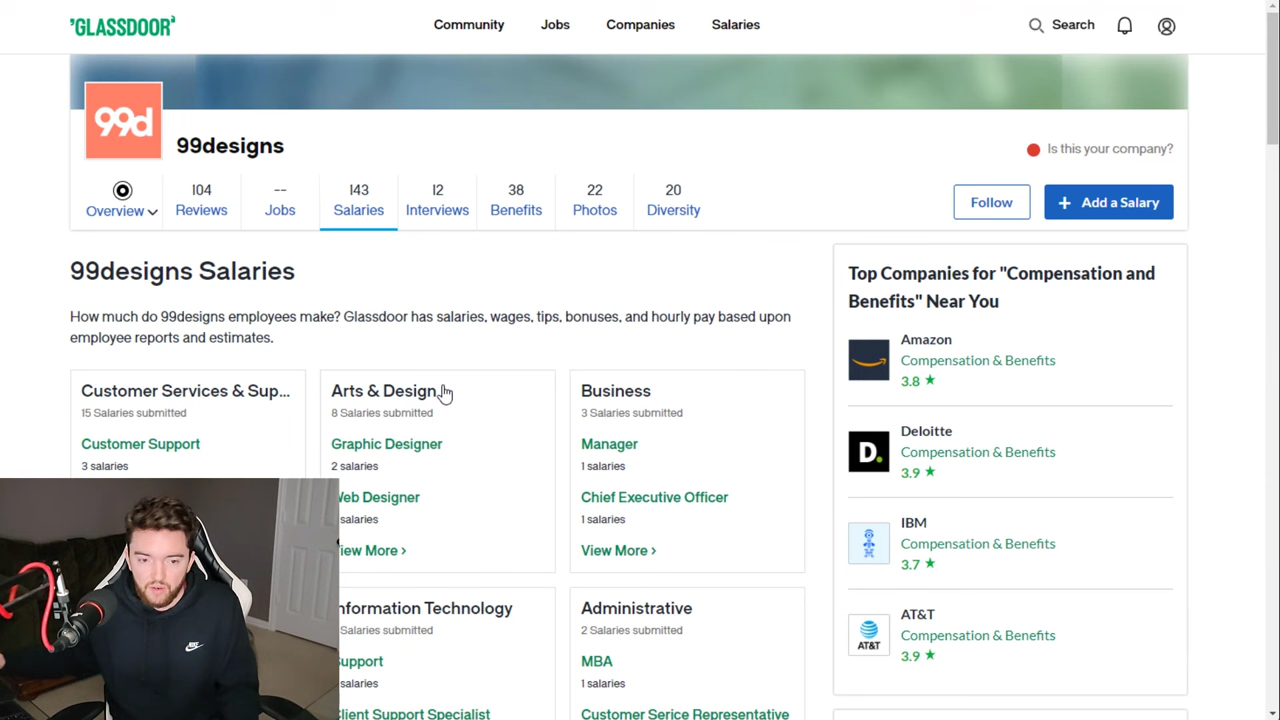 'GLASSDOOR'
Community
Jobs
Companies
Salaries
Search
99d
99designs
Is this your company?
Overview
104
Reviews
--
Jobs
143
Salaries
12
Interviews
38
Benefits
22
Photos
20
Diversity
Follow
+ Add a Salary
99designs Salaries
How much do 99designs employees make? Glassdoor has salaries, wages, tips, bonuses, and hourly pay based upon
employee reports and estimates.
Customer Services & Sup...
15 Salaries submitted
Customer Support
3 salaries
Arts & Design
8 Salaries submitted
Graphic Designer
2 salaries
Web Designer
salaries
View More ›
Business
3 Salaries submitted
Manager
1 salaries
Chief Executive Officer
1 salaries
View More ›
Information Technology
Salaries submitted
Support
salaries
Client Support Specialist
Administrative
2 Salaries submitted
MBA
1 salaries
Customer Serice Representative
Top Companies for "Compensation and
Benefits" Near You
Amazon
Compensation & Benefits
3.8 ★
D.
Deloitte
Compensation & Benefits
3.9 ★
IBM
Compensation & Benefits
3.7 ★
AT&T
AT&T
Compensation & Benefits
3.9 ★